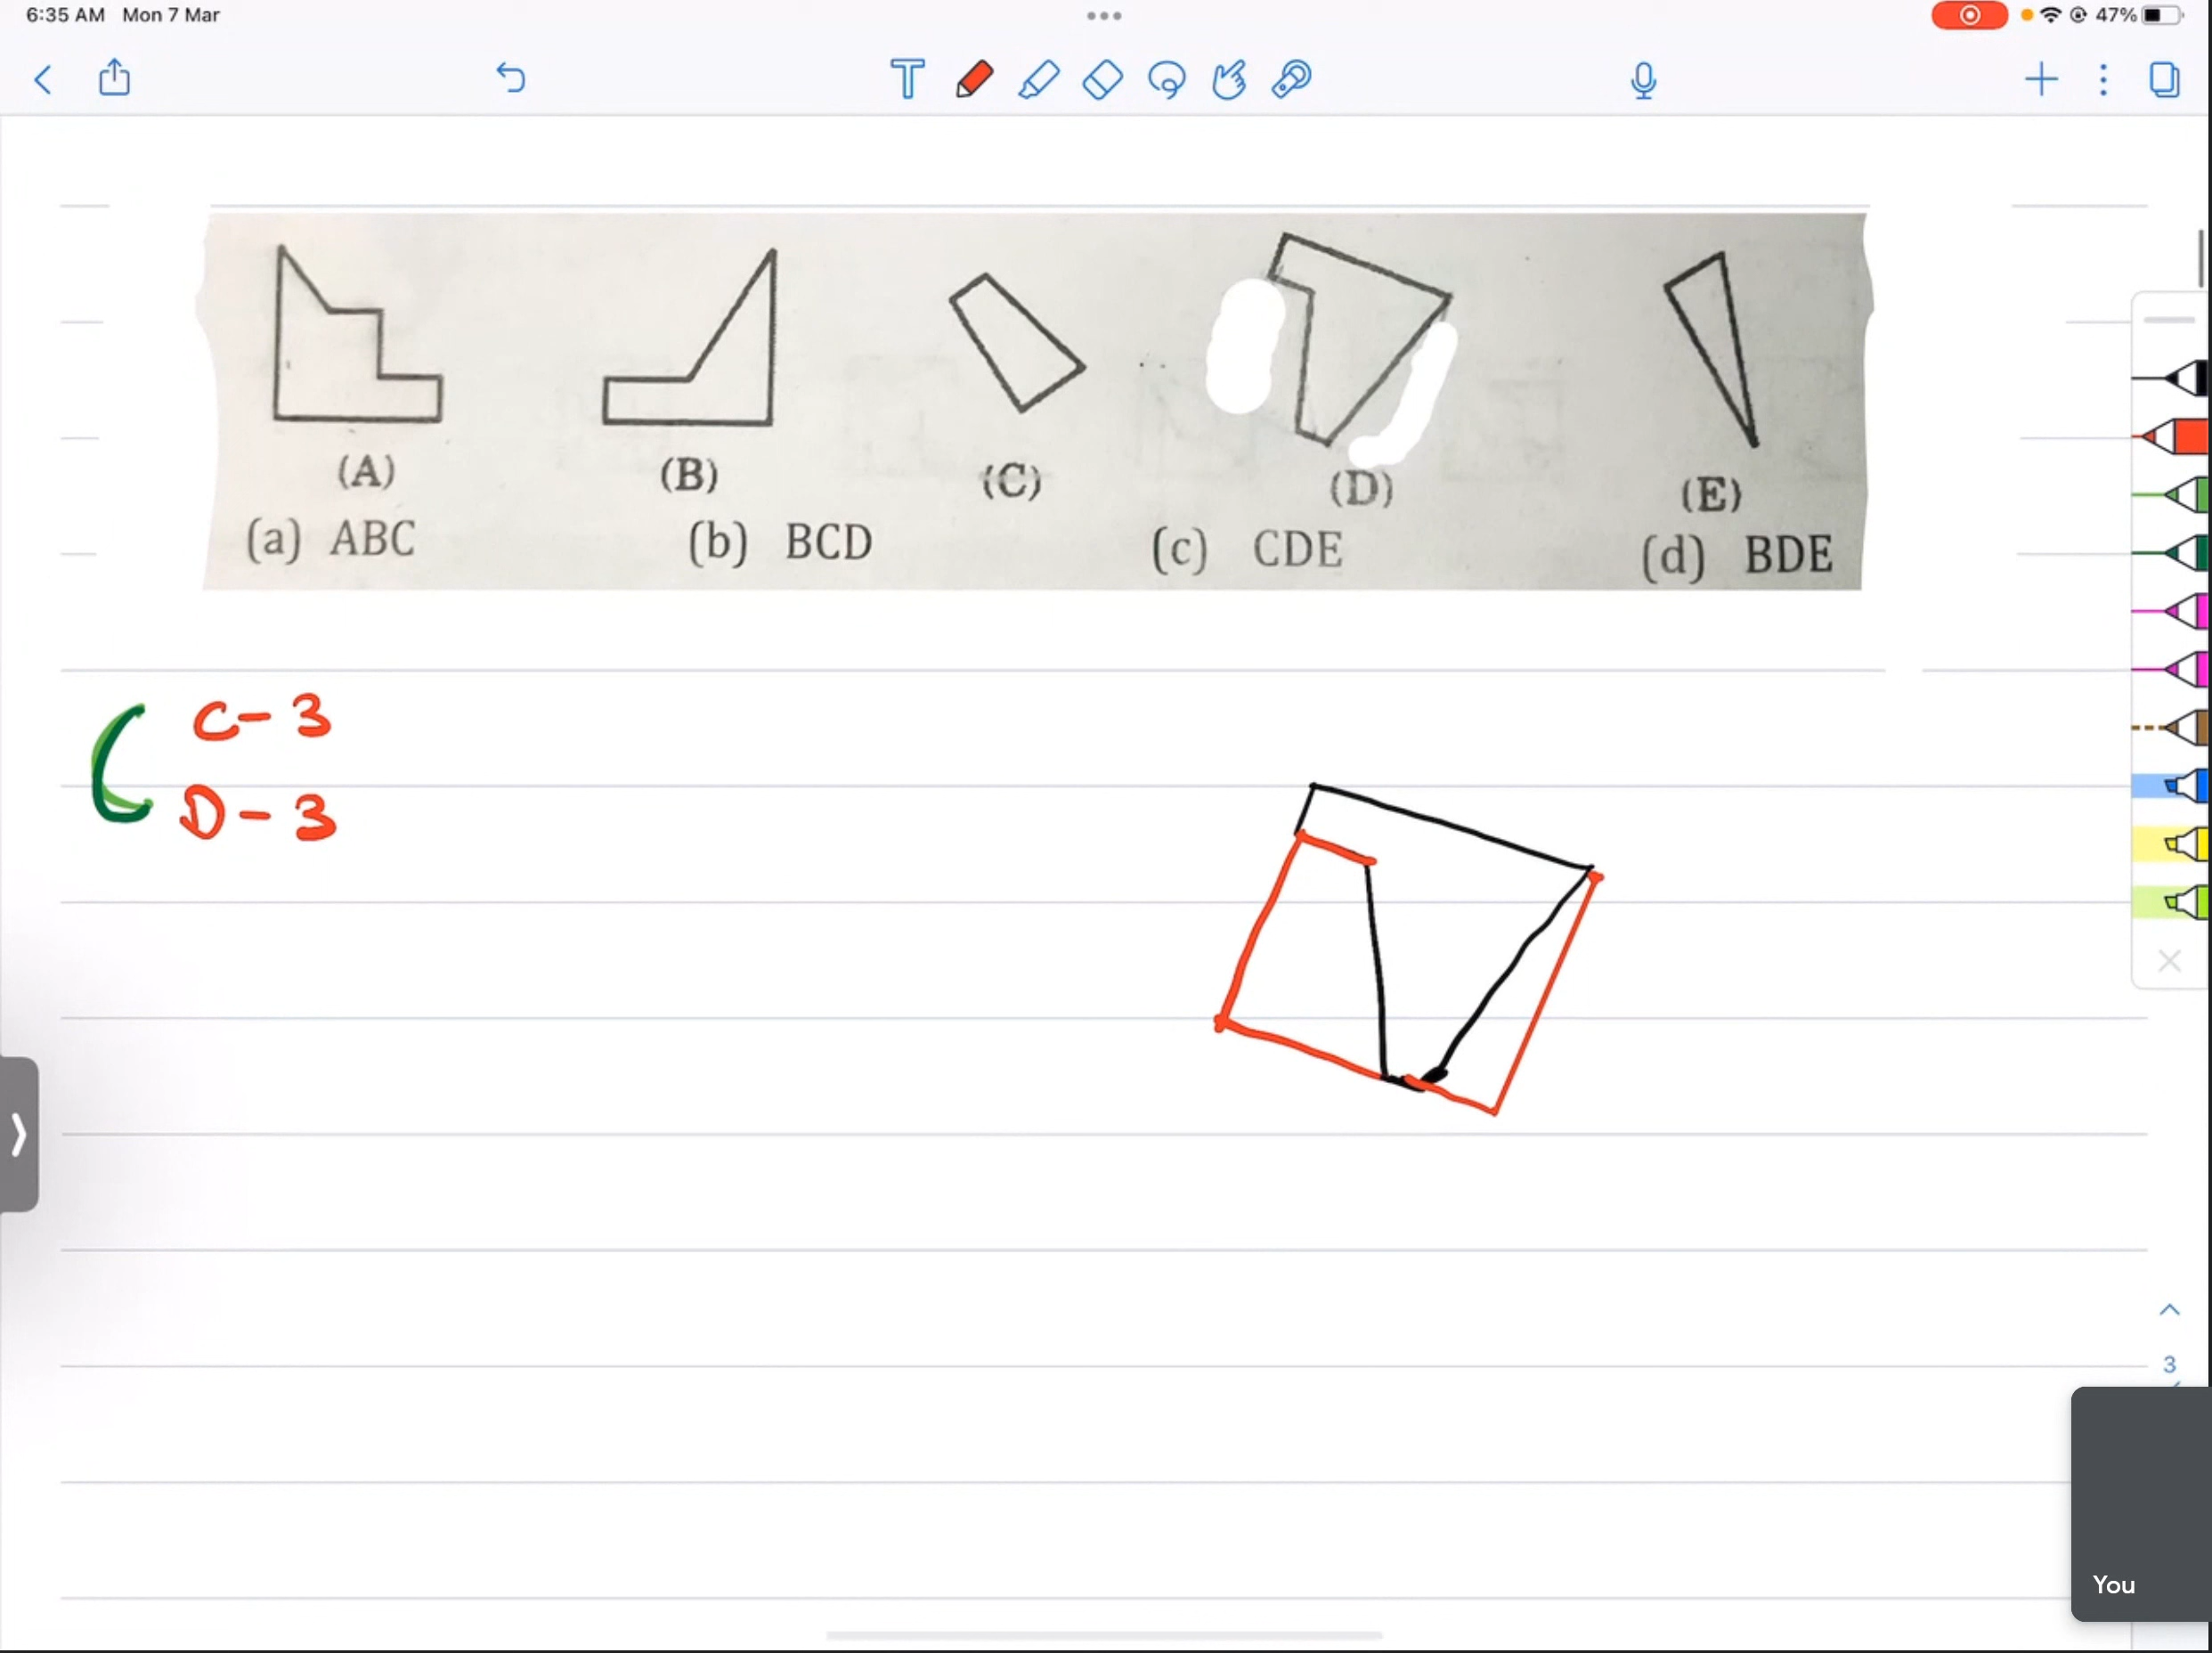 6:35 AM Mon 7 Mar
47%
(A) (B) (C) (D) (E)
(a) ABC (b) BCD (c) CDE (d) BDE
C- 3
D - 3
3
You